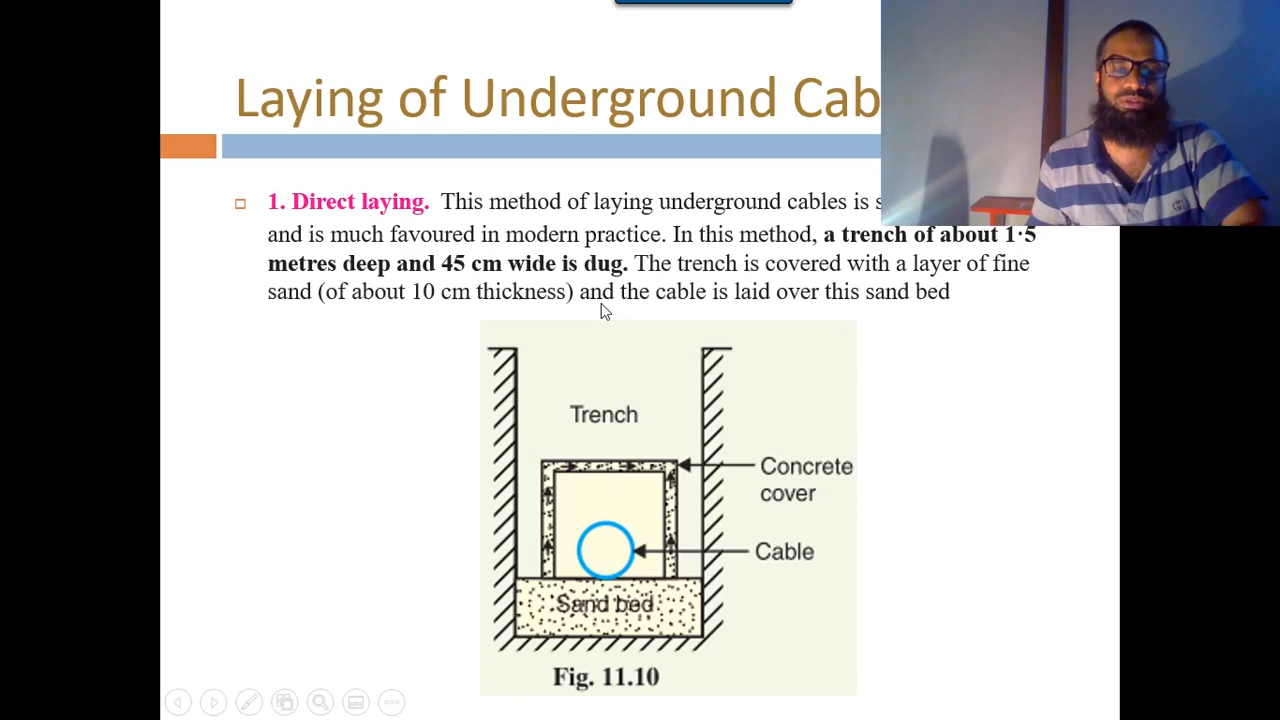 Laying of Underground Cab
1. Direct laying. This method of laying underground cables is
and is much favoured in modern practice. In this method, a trench of about 1·5
metres deep and 45 cm wide is dug. The trench is covered with a layer of fine
sand (of about 10 cm thickness) and the cable is laid over this sand bed
Trench
Concrete
cover
Cable
Sand bed
Fig. 11.10